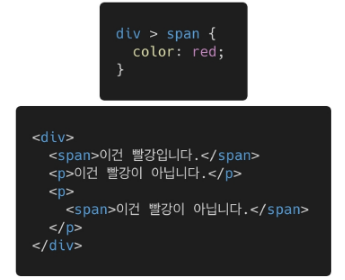 div > span {
  color: red;
}
<div>
  <span>이건 빨강입니다.</span>
  <p>이건 빨강이 아닙니다.</p>
  <p>
    <span>이건 빨강이 아닙니다.</span>
  </p>
</div>